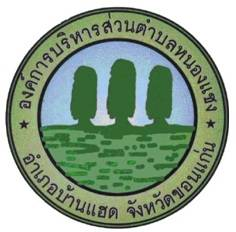 องค์การบริหารส่วนตำบลหนองแซง
อำเภอบ้านแฮด จังหวัดขอนแก่น